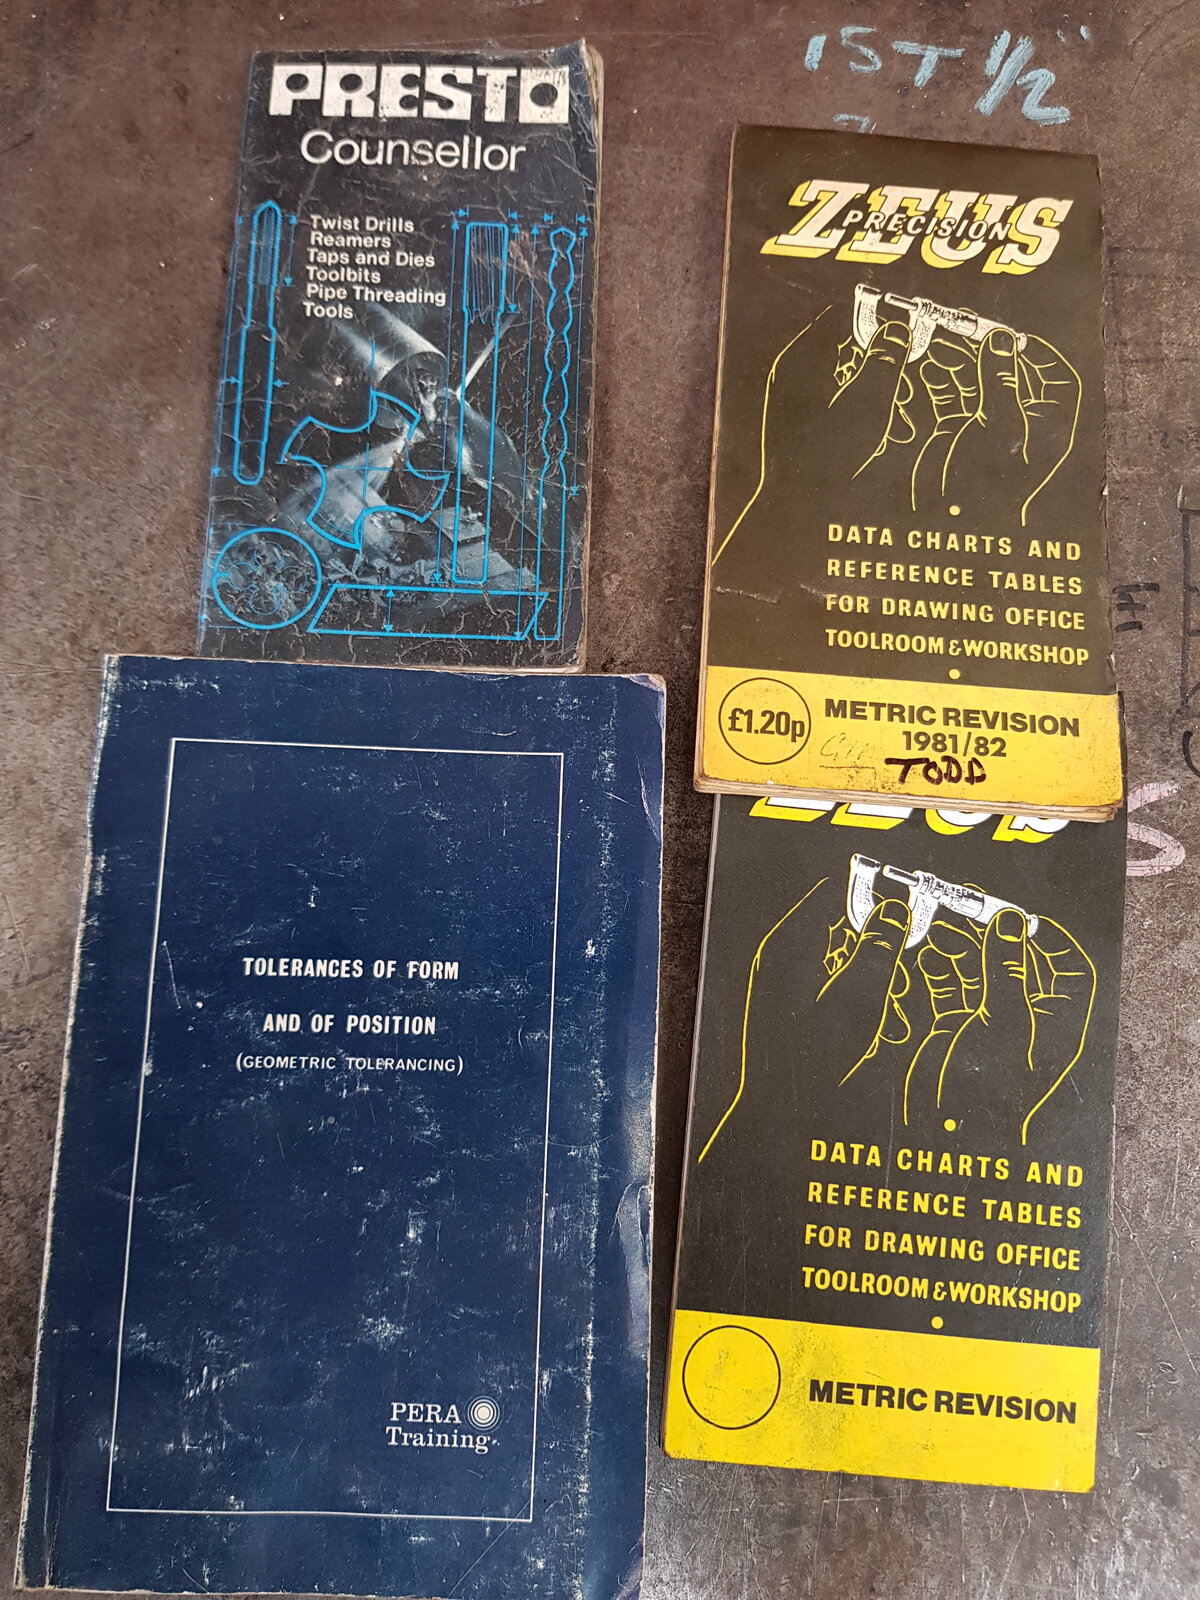 PRESTO
Counsellor
Twist Drills
Reamers
Taps and Dies
Toolbits
Pipe Threading
Tools
1ST 1/2"
ZEUS
PRECISION
DATA CHARTS AND
REFERENCE TABLES
FOR DRAWING OFFICE
TOOLROOM & WORKSHOP
£1.20p
METRIC REVISION
1981/82
TODD
TOLERANCES OF FORM
AND OF POSITION
(GEOMETRIC TOLERANCING)
PERA
Training
ZEUS
DATA CHARTS AND
REFERENCE TABLES
FOR DRAWING OFFICE
TOOLROOM & WORKSHOP
METRIC REVISION